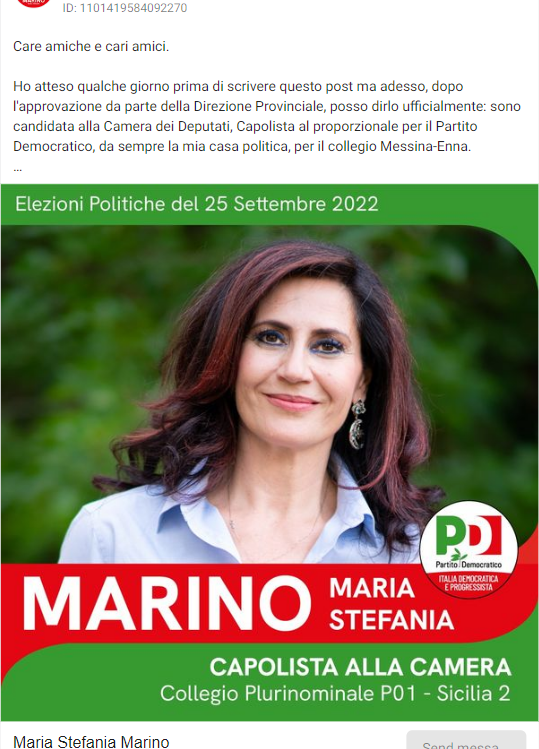 MARINO
ID: 1101419584092270
Care amiche e cari amici.
Ho atteso qualche giorno prima di scrivere questo post ma adesso, dopo
l'approvazione da parte della Direzione Provinciale, posso dirlo ufficialmente: sono
candidata alla Camera dei Deputati, Capolista al proporzionale per il Partito
Democratico, da sempre la mia casa politica, per il collegio Messina-Enna.
...
Elezioni Politiche del 25 Settembre 2022
PD
Partito Democratico
ITALIA DEMOCRATICA
E PROGRESSISTA
MARINO MARIA
STEFANIA
CAPOLISTA ALLA CAMERA
Collegio Plurinominale P01 - Sicilia 2
Maria Stefania Marino
Send messa